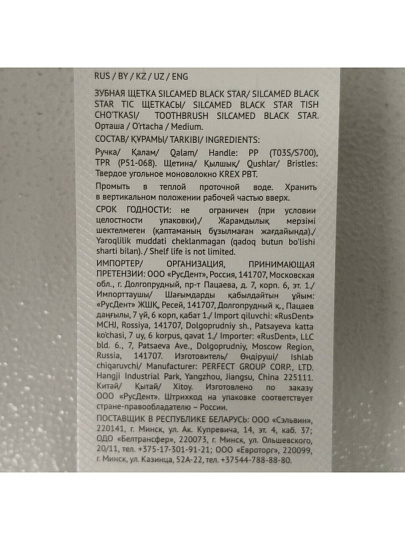 RUS / BY / KZ / UZ / ENG
ЗУБНАЯ ЩЕТКА SILCAMED BLACK STAR/ SILCAMED BLACK
STAR ТІС ЩЕТКАСЫ/ SILCAMED BLACK STAR TISH
CHO'TKASI/ TOOTHBRUSH SILCAMED BLACK STAR.
Орташа / O'rtacha / Medium.
СОСТАВ/ ҚҰРАМЫ/ TARKIBI/ INGREDIENTS:
Ручка/ Қалам/ Qalam/ Handle: PP (T03S/S700),
TPR (P51-068). Щетина/ Қылшық/ Qushlar/ Bristles:
Твердое угольное моноволокно KREX PBT.
Промыть в теплой проточной воде. Хранить
в вертикальном положении рабочей частью вверх.
СРОК ГОДНОСТИ: не ограничен (при условии
целостности упаковки)./ Жарамдылық мерзімі
шектелмеген (қаптаманың бұзылмаған жағдайында)./
Yaroqlilik muddati cheklanmagan (qadoq butun bo'lishi
sharti bilan). / Shelf life is not limited.
ИМПОРТЕР/ ОРГАНИЗАЦИЯ, ПРИНИМАЮЩАЯ
ПРЕТЕНЗИИ: ООО «РусДент», Россия, 141707, Московская
обл., г. Долгопрудный, пр-т Пацаева, д. 7, корп. 6, эт. 1./
Импорттаушы/ Шағымдарды қабылдайтын ұйым:
«РусДент» ЖШҚ, Ресей, 141707, Долгопрудный қ., Пацаев
даңғылы, 7 үй, 6 корп, қабат 1./ Import qiluvchi: «RusDent»
MCHJ, Rossiya, 141707, Dolgoprudniy sh., Patsayeva katta
ko'chasi, 7 uy, 6 korpus, qavat 1./ Importer: «RusDent», LLC
bld. 6., 7, Patsaeva Ave., Dolgoprudniy, Moscow Region,
Russia, 141707. Изготовитель/ Өндіруші/ Ishlab
chiqaruvchi/ Manufacturer: PERFECT GROUP CORP., LTD.
Hangji Industrial Park, Yangzhou, Jiangsu, China 225111.
Китай/ Қытай/ Xitoy. Изготовлено по заказу
ООО «РусДент». Штрихкод на упаковке соответствует
стране-правообладателю – России.
ПОСТАВЩИК В РЕСПУБЛИКЕ БЕЛАРУСЬ: ООО «Сэльвин»,
220141, г. Минск, ул. Ак. Купревича, 14, эт. 4, каб. 37;
ОДО «Белтрансфер», 220073, г. Минск, ул. Ольшевского,
20/11, тел. +375-17-301-91-21; ООО «Евроторг», 220099,
г. Минск, ул. Казинца, 52А-22, тел. +37544-788-88-80.